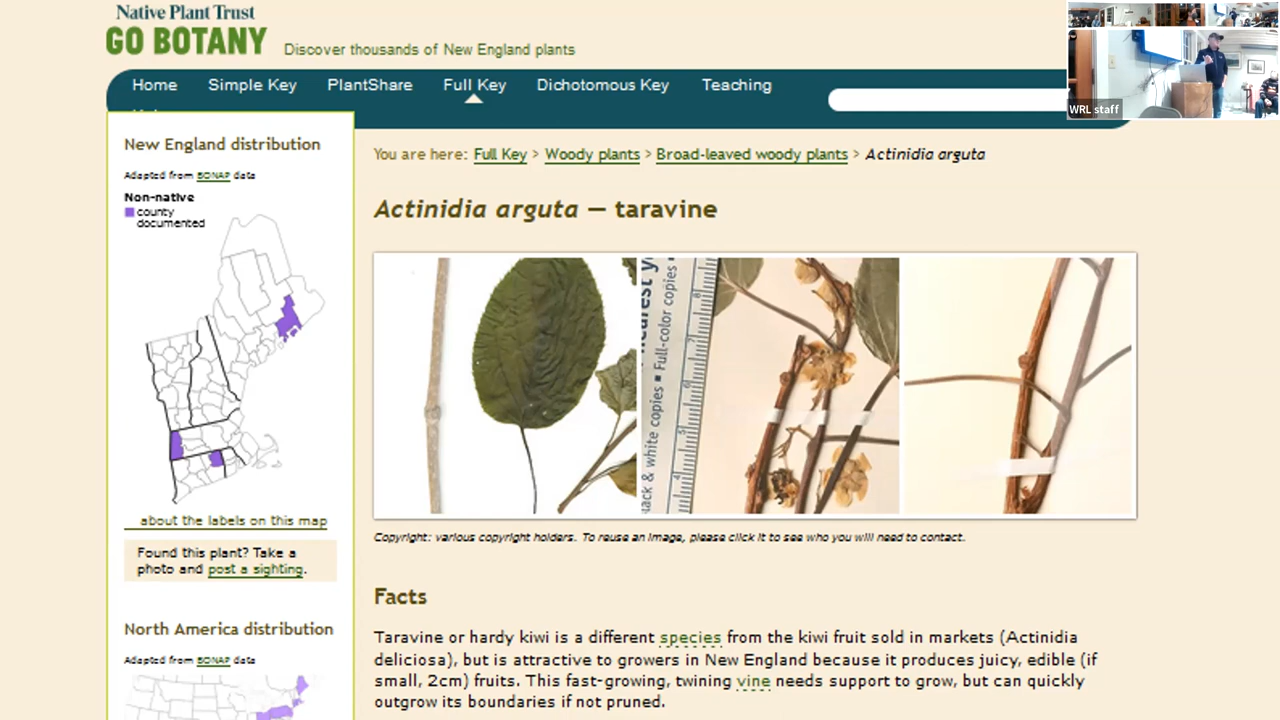 Native Plant Trust
GO BOTANY
Discover thousands of New England plants
Home
Simple Key
PlantShare
Full Key
Dichotomous Key
Teaching
WRL staff
New England distribution
Adapted from BONAP data
Non-native
county
documented
about the labels on this map
Found this plant? Take a
photo and post a sighting.
North America distribution
Adapted from BONAP data
You are here: Full Key > Woody plants > Broad-leaved woody plants > Actinidia arguta
Actinidia arguta — taravine
ack & white copies ▪ Full-color copies ▪
nearest y
Copyright: various copyright holders. To reuse an image, please click it to see who you will need to contact.
Facts
Taravine or hardy kiwi is a different species from the kiwi fruit sold in markets (Actinidia
deliciosa), but is attractive to growers in New England because it produces juicy, edible (if
small, 2cm) fruits. This fast-growing, twining vine needs support to grow, but can quickly
outgrow its boundaries if not pruned.